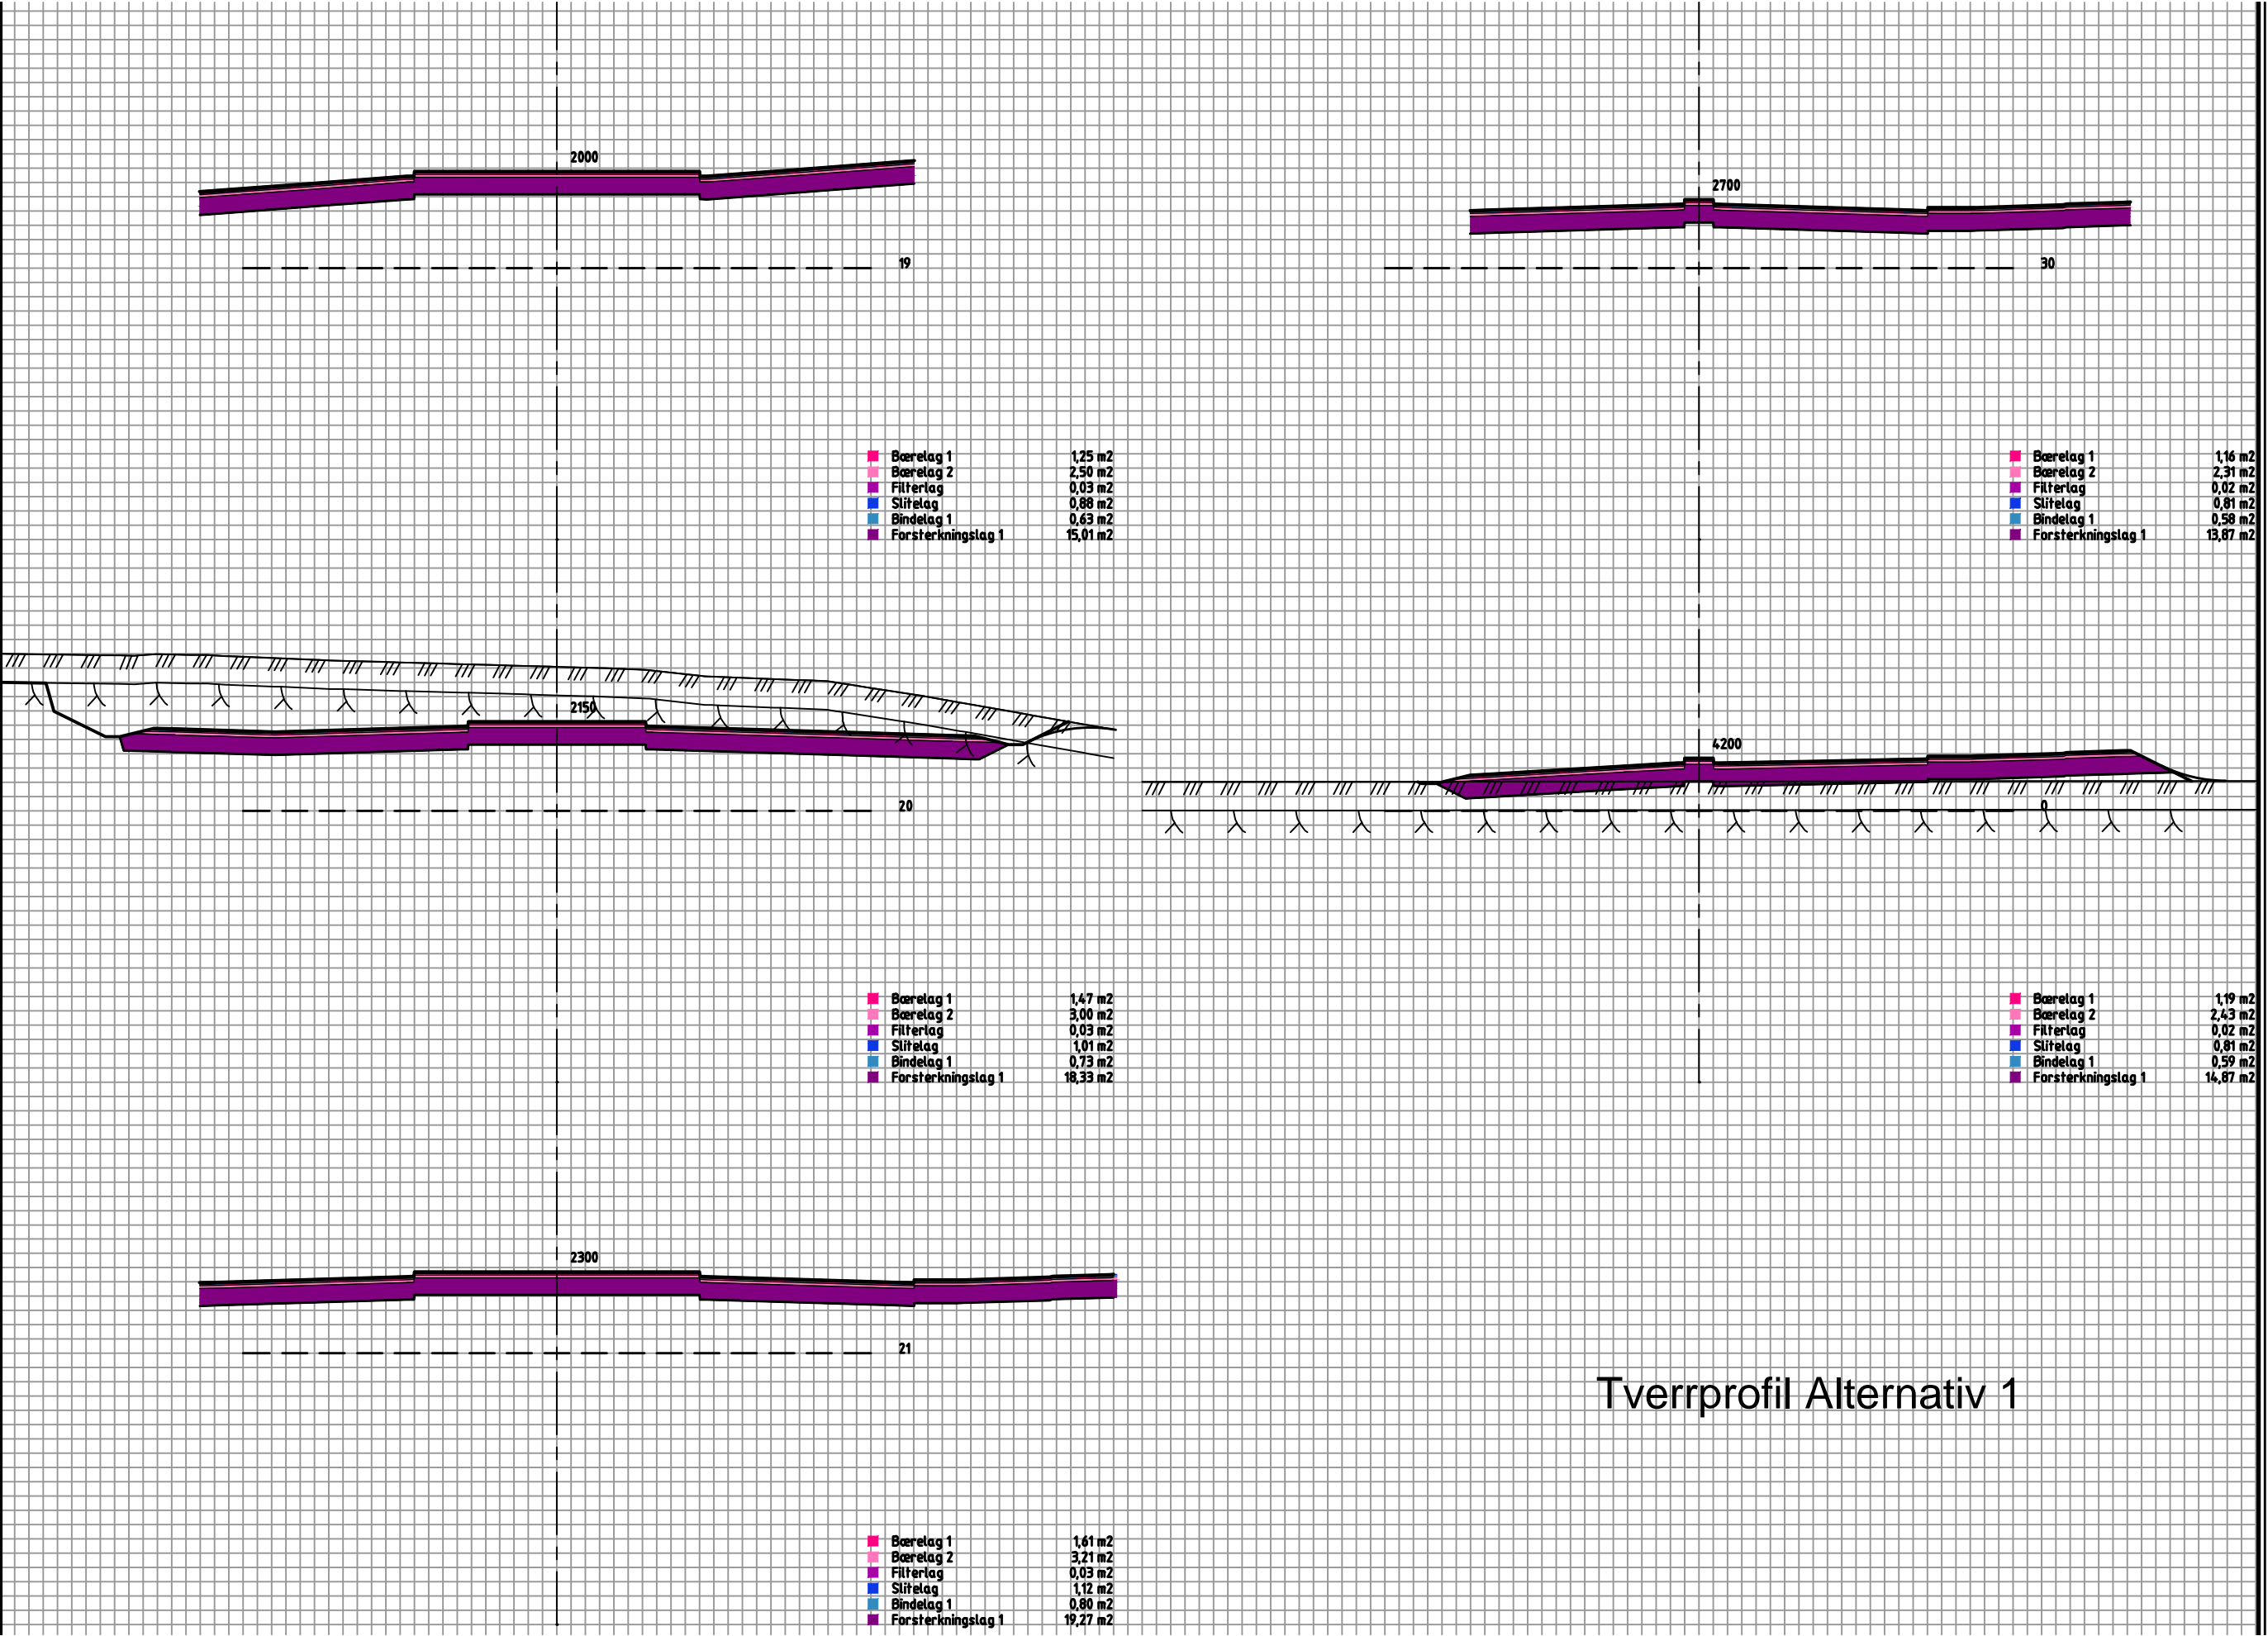 2000
19
Bærelag 1 1,25 m2
Bærelag 2 2,50 m2
Filterlag 0,03 m2
Slitelag 0,88 m2
Bindelag 1 0,63 m2
Forsterkningslag 1 15,01 m2
2150
20
Bærelag 1 1,47 m2
Bærelag 2 3,00 m2
Filterlag 0,03 m2
Slitelag 1,01 m2
Bindelag 1 0,73 m2
Forsterkningslag 1 18,33 m2
2300
21
Bærelag 1 1,61 m2
Bærelag 2 3,21 m2
Filterlag 0,03 m2
Slitelag 1,12 m2
Bindelag 1 0,80 m2
Forsterkningslag 1 19,27 m2
2700
30
Bærelag 1 1,16 m2
Bærelag 2 2,31 m2
Filterlag 0,02 m2
Slitelag 0,81 m2
Bindelag 1 0,58 m2
Forsterkningslag 1 13,87 m2
4200
0
Bærelag 1 1,19 m2
Bærelag 2 2,43 m2
Filterlag 0,02 m2
Slitelag 0,81 m2
Bindelag 1 0,59 m2
Forsterkningslag 1 14,87 m2
Tverrprofil Alternativ 1